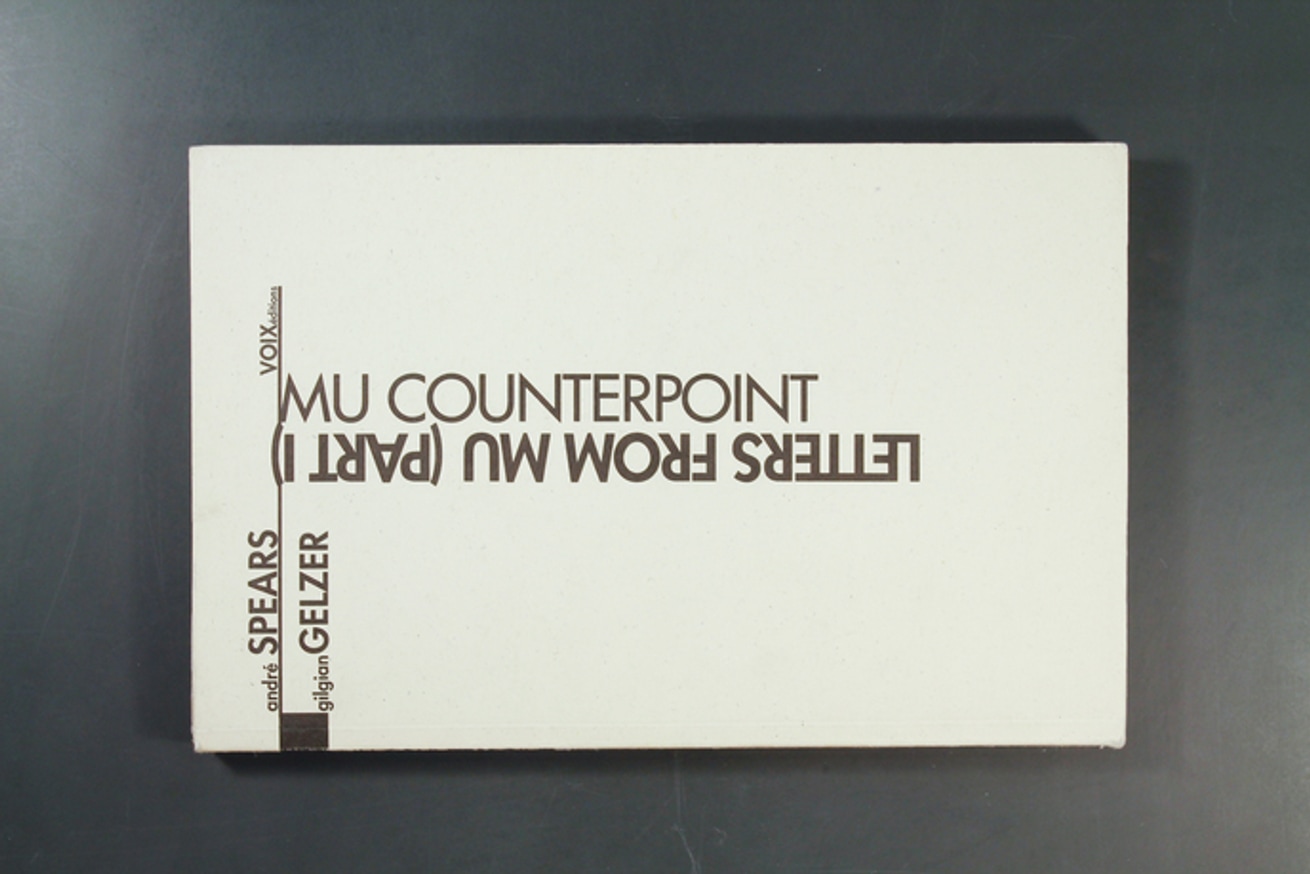 VOIX éditions
MU COUNTERPOINT
LETTERS FROM MU (PART I)
andré SPEARS
gilgian GELZER